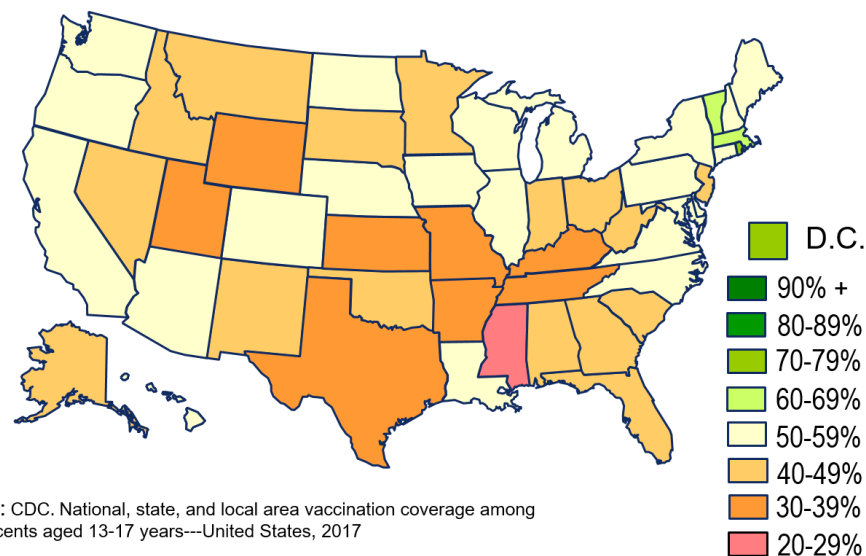 D.C.
90% +
80-89%
70-79%
60-69%
50-59%
40-49%
30-39%
20-29%
: CDC. National, state, and local area vaccination coverage among
cents aged 13-17 years---United States, 2017